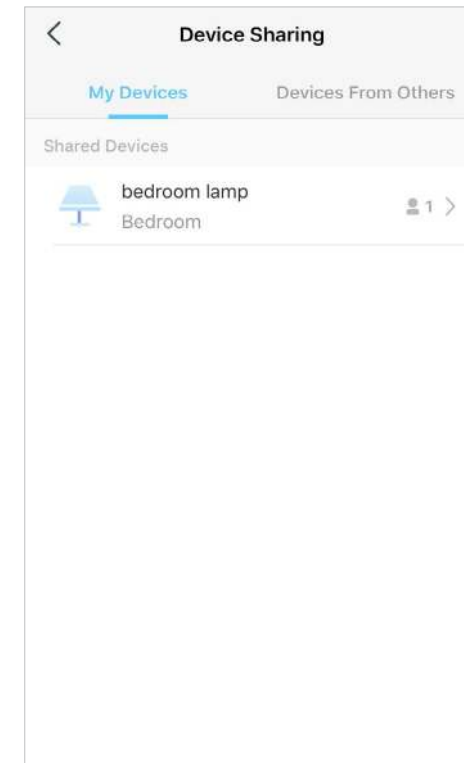 Device Sharing
My Devices Devices From Others
Shared Devices
bedroom lamp
Bedroom
1